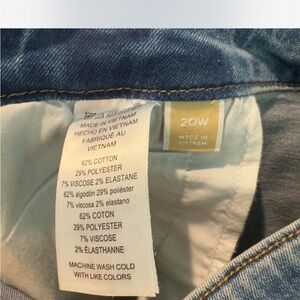 MADE IN VIETNAM
HECHO EN VIETNAM
FABRIQUÉ AU
VIETNAM
62% COTTON
29% POLYESTER
7% VISCOSE 2% ELASTANE
62% algodón 29% poliéster
7% viscosa 2% elastano
62% COTON
29% POLYESTER
7% VISCOSE
2% ÉLASTHANNE
MACHINE WASH COLD
WITH LIKE COLORS
20W
MADE IN
VIETNAM